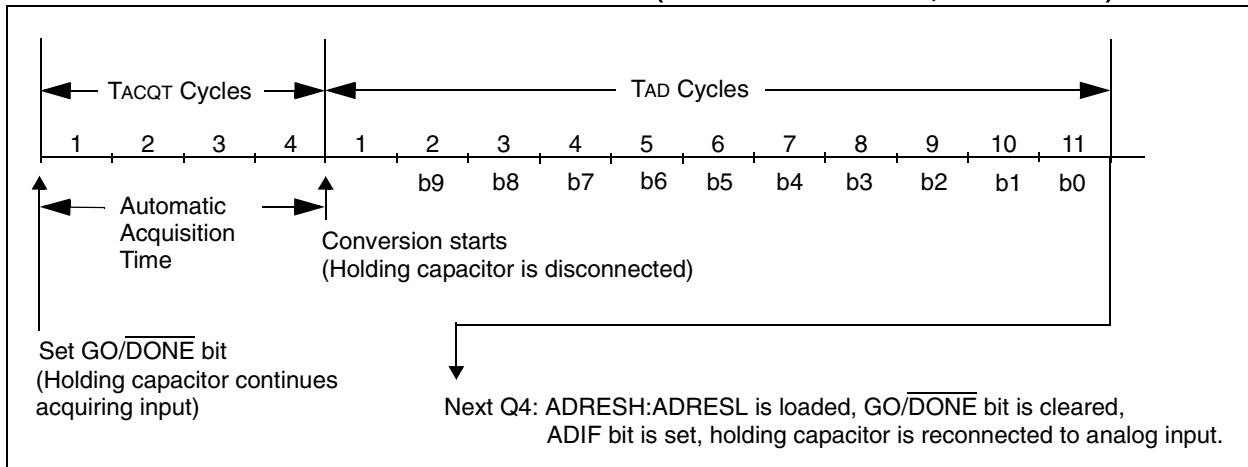 TACQT Cycles TAD Cycles
1 2 3 4 1 2 3 4 5 6 7 8 9 10 11
b9 b8 b7 b6 b5 b4 b3 b2 b1 b0
Automatic
Acquisition
Time
Conversion starts
(Holding capacitor is disconnected)
Set GO/DONE bit
(Holding capacitor continues
acquiring input)
Next Q4: ADRESH:ADRESL is loaded, GO/DONE bit is cleared,
ADIF bit is set, holding capacitor is reconnected to analog input.